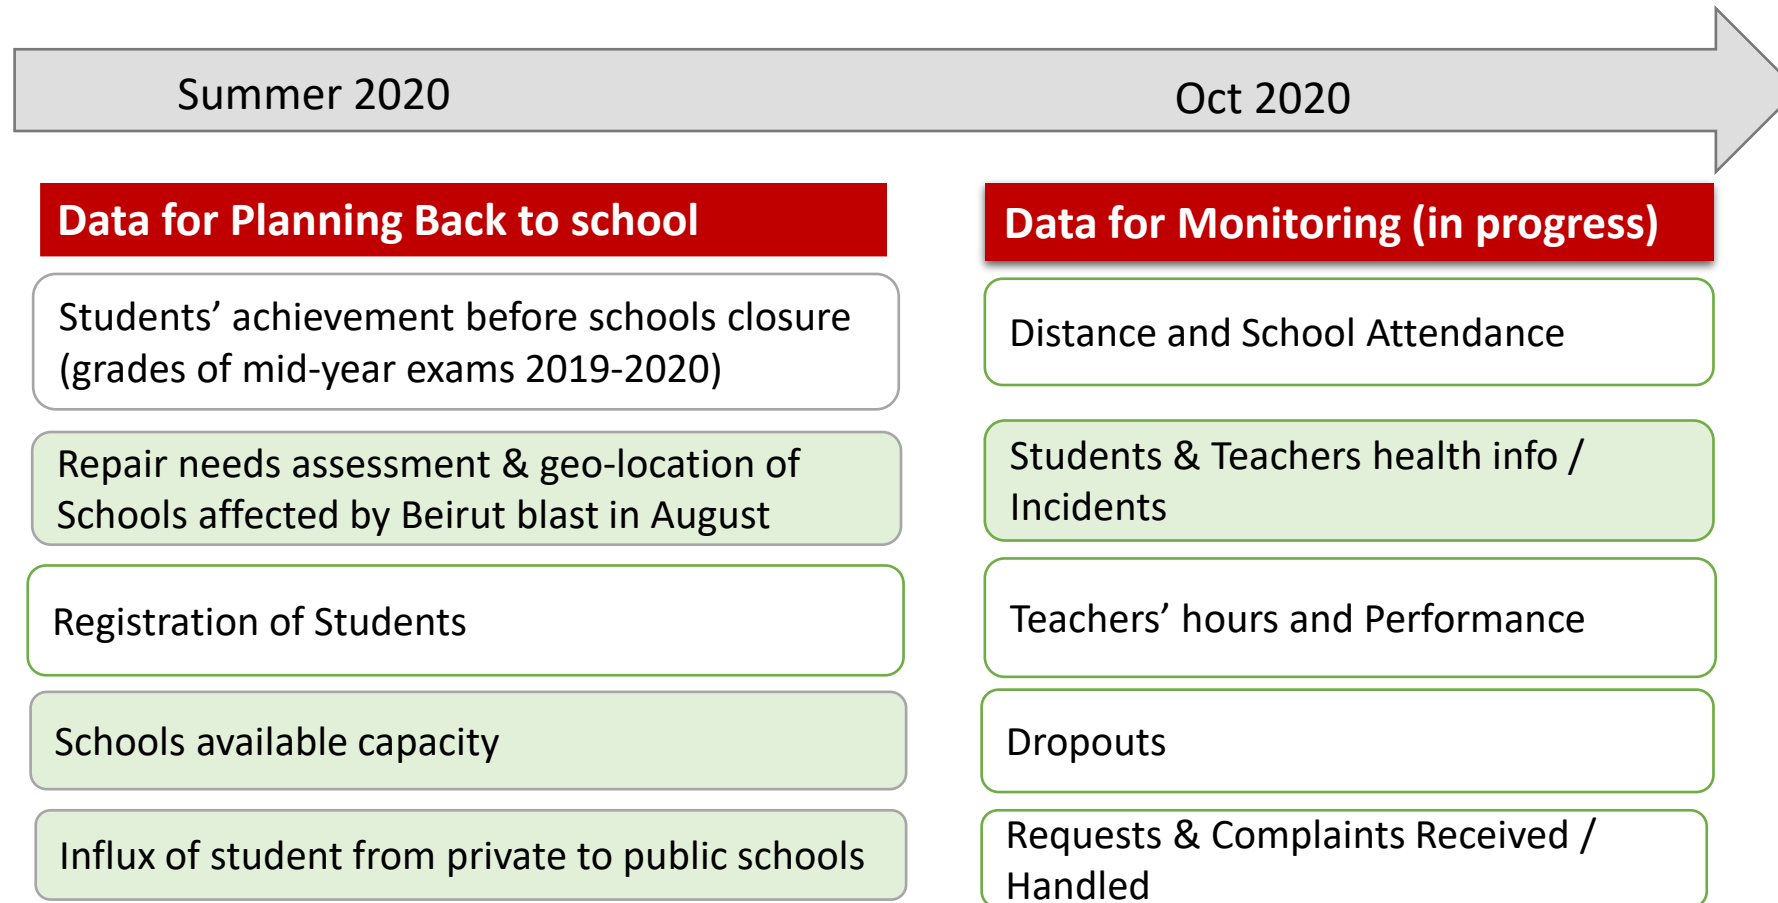 Summer 2020
Oct 2020
Data for Planning Back to school
Students’ achievement before schools closure
(grades of mid-year exams 2019-2020)
Repair needs assessment & geo-location of
Schools affected by Beirut blast in August
Registration of Students
Schools available capacity
Influx of student from private to public schools
Data for Monitoring (in progress)
Distance and School Attendance
Students & Teachers health info /
Incidents
Teachers’ hours and Performance
Dropouts
Requests & Complaints Received /
Handled